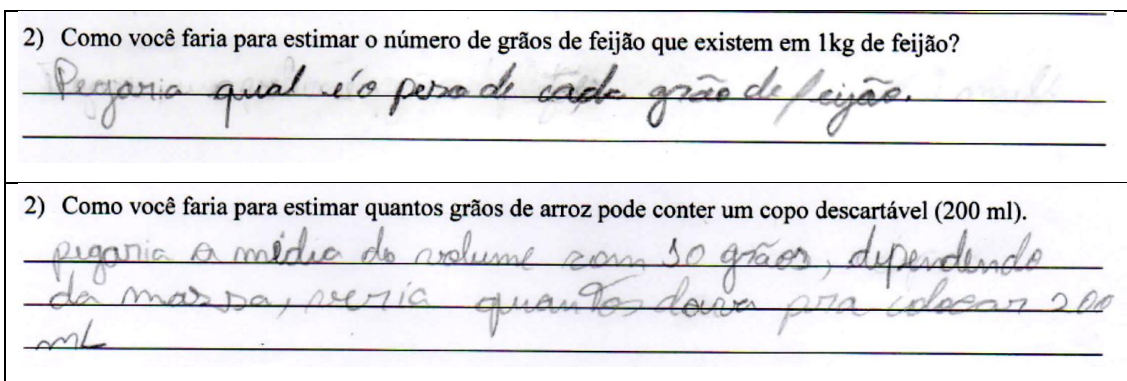 2) Como você faria para estimar o número de grãos de feijão que existem em 1kg de feijão?
Pegaria qual é o peso de cada grão de feijão.
2) Como você faria para estimar quantos grãos de arroz pode conter um copo descartável (200 ml).
pegaria a média do volume com 10 grãos, dependendo
da massa, veria quantos dava pra colocar 200
mL